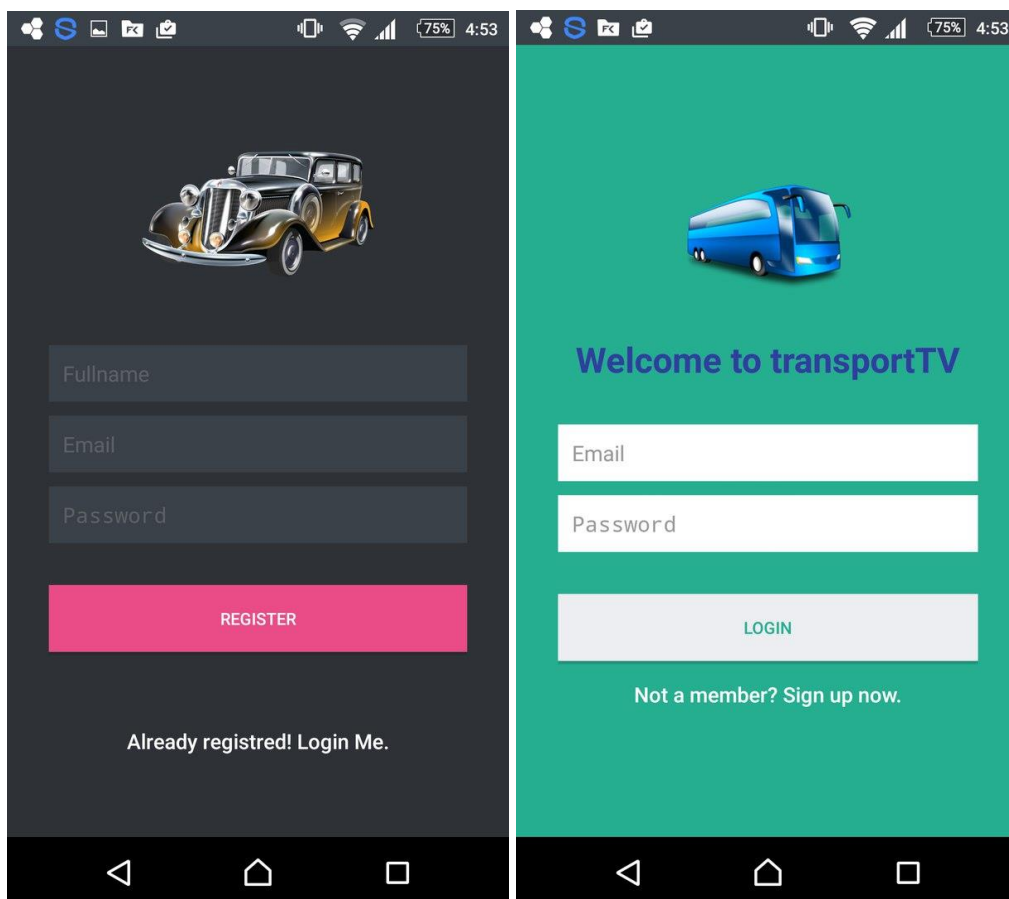 75% 4:53
Fullname
Email
Password
REGISTER
Already registred! Login Me.
75% 4:53
Welcome to transportTV
Email
Password
LOGIN
Not a member? Sign up now.